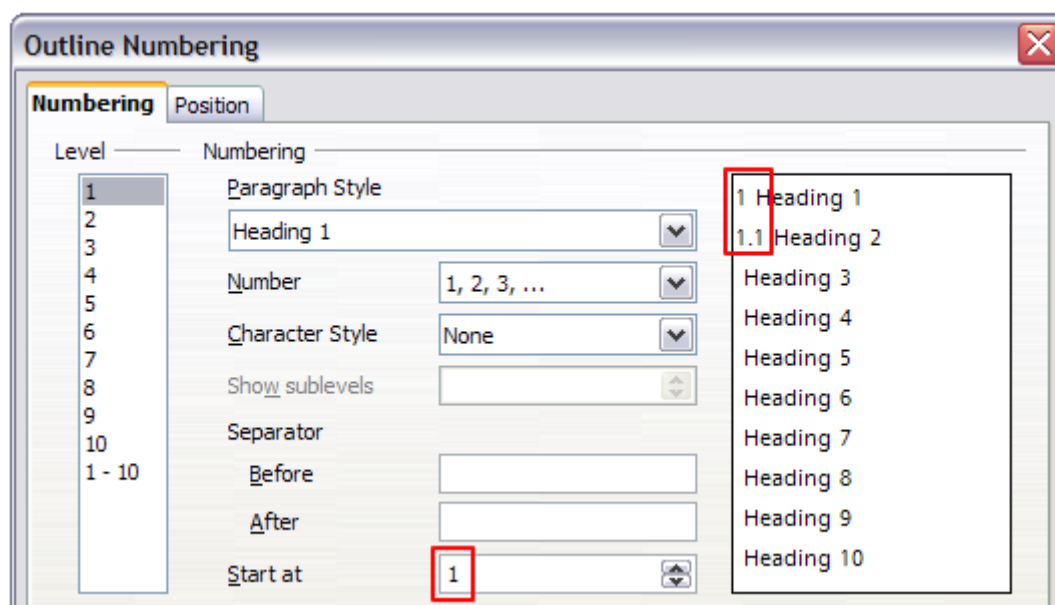 Outline Numbering
Numbering Position
Level
1
2
3
4
5
6
7
8
9
10
1 - 10
Numbering
Paragraph Style
Heading 1
Number 1, 2, 3, ...
Character Style None
Show sublevels
Separator
Before
After
Start at 1
1 Heading 1
1.1 Heading 2
Heading 3
Heading 4
Heading 5
Heading 6
Heading 7
Heading 8
Heading 9
Heading 10